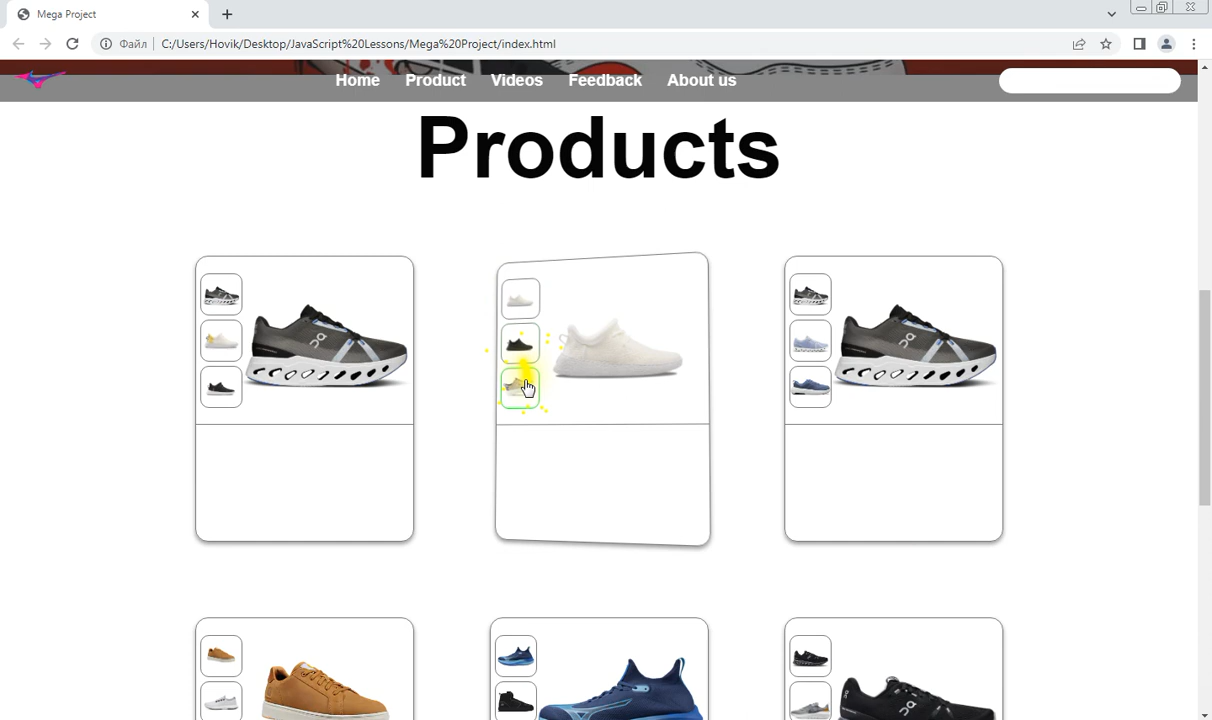 Mega Project
Файл
C:/Users/Hovik/Desktop/JavaScript%20Lessons/Mega%20Project/index.html
Home
Product
Videos
Feedback
About us
Products